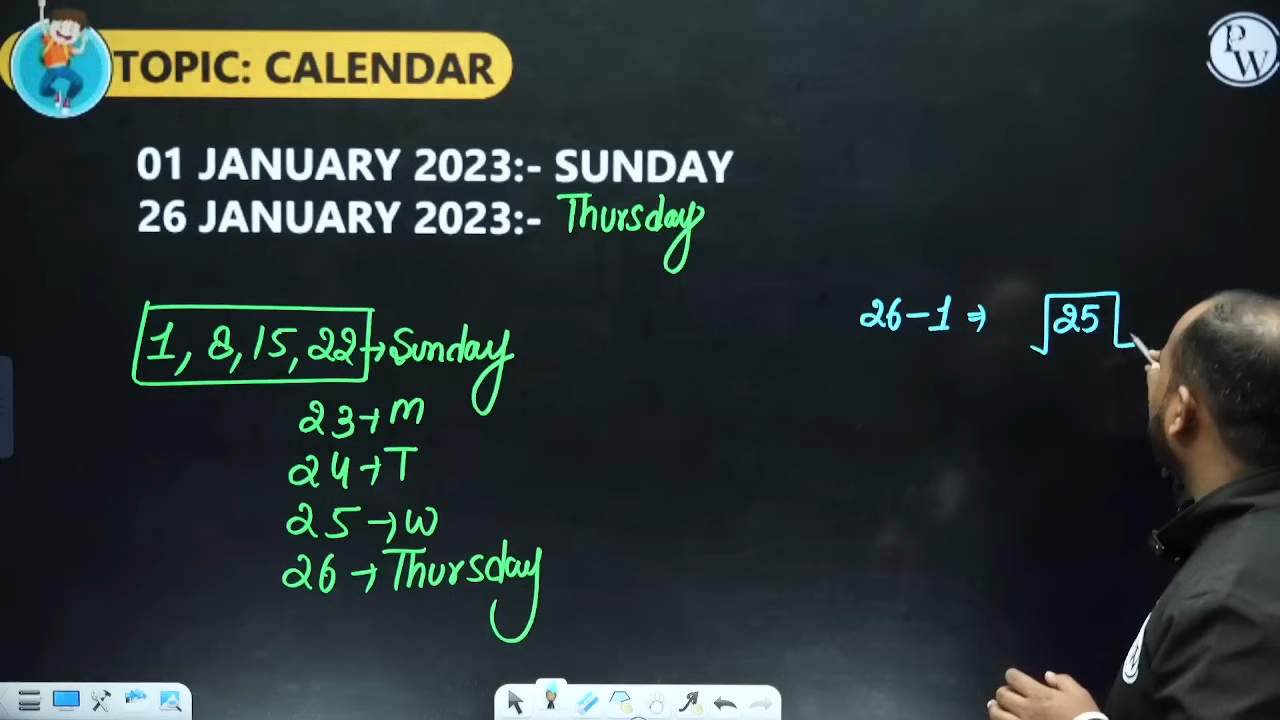 TOPIC: CALENDAR
PW
01 JANUARY 2023:- SUNDAY
26 JANUARY 2023:- Thursday
1, 8, 15, 22 → Sunday
23 → M
24 → T
25 → W
26 → Thursday
26-1 ⇒ 25